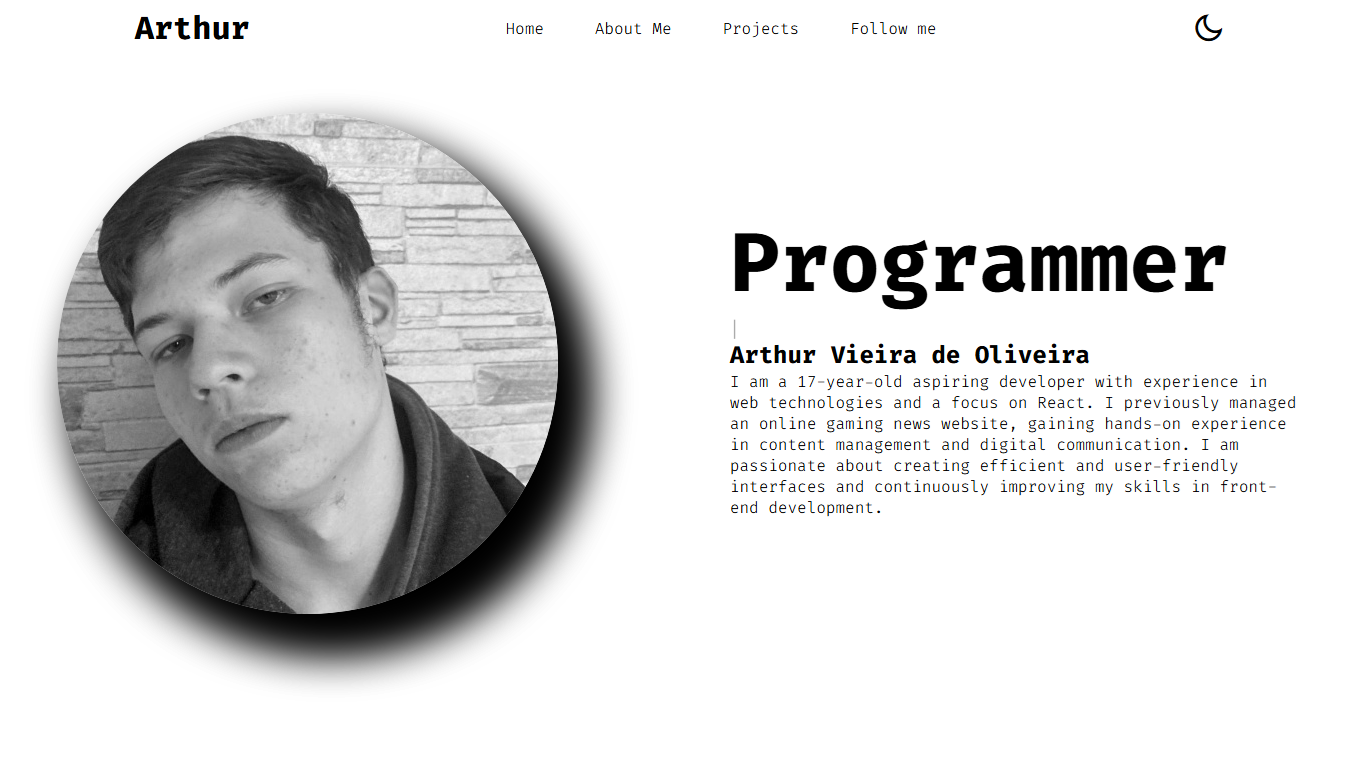 Arthur
Home
About Me
Projects
Follow me
Programmer
|
Arthur Vieira de Oliveira
I am a 17-year-old aspiring developer with experience in
web technologies and a focus on React. I previously managed
an online gaming news website, gaining hands-on experience
in content management and digital communication. I am
passionate about creating efficient and user-friendly
interfaces and continuously improving my skills in front-
end development.